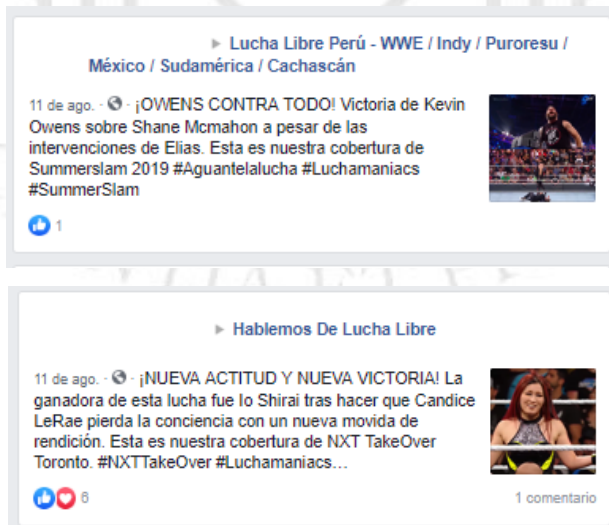 Lucha Libre Perú - WWE / Indy / Puroresu /
México / Sudamérica / Cachascán
11 de ago. · ¡OWENS CONTRA TODO! Victoria de Kevin
Owens sobre Shane Mcmahon a pesar de las
intervenciones de Elias. Esta es nuestra cobertura de
Summerslam 2019 #Aguantelalucha #Luchamaniacs
#SummerSlam
1
Hablemos De Lucha Libre
11 de ago. · ¡NUEVA ACTITUD Y NUEVA VICTORIA! La
ganadora de esta lucha fue Io Shirai tras hacer que Candice
LeRae pierda la conciencia con un nueva movida de
rendición. Esta es nuestra cobertura de NXT TakeOver
Toronto. #NXTTakeOver #Luchamaniacs...
6
1 comentario